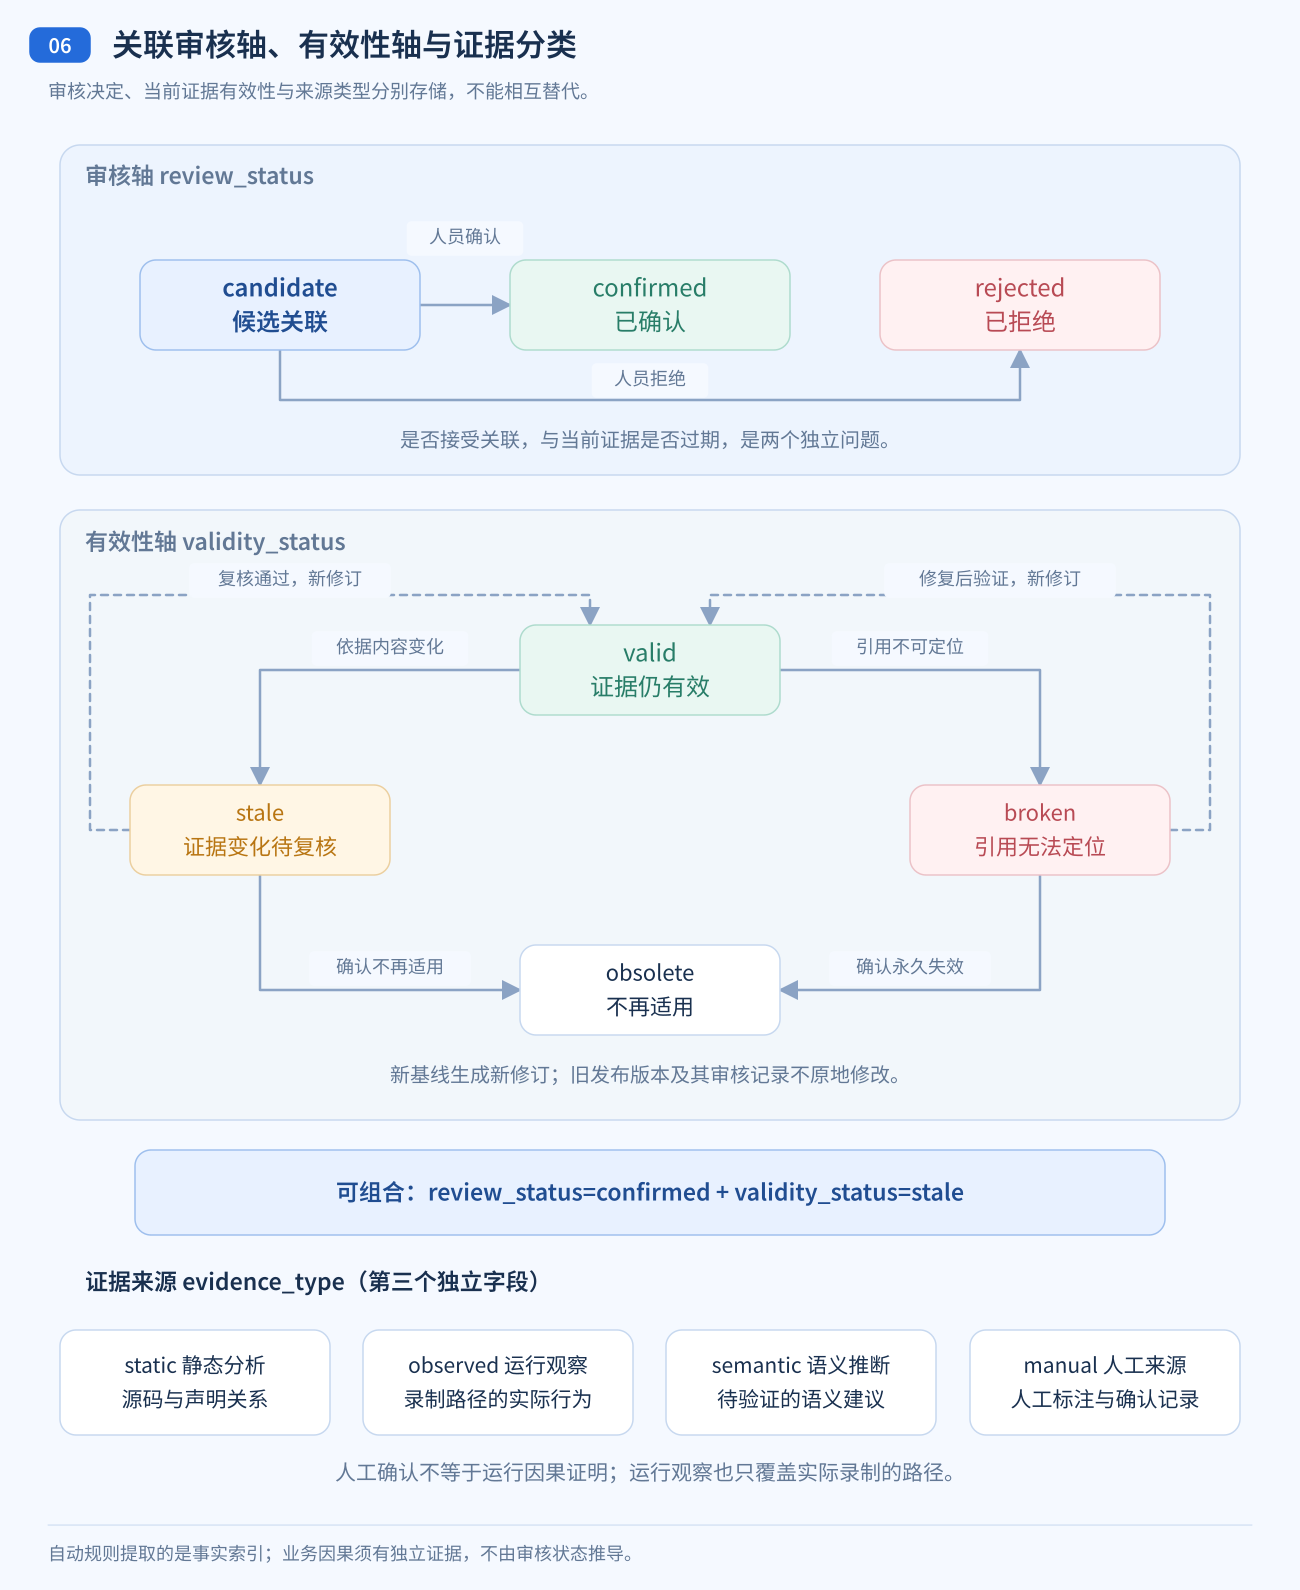 06 关联审核轴、有效性轴与证据分类
审核决定、当前证据有效性与来源类型分别存储，不能相互替代。
审核轴 review_status
人员确认
candidate
候选关联
confirmed
已确认
rejected
已拒绝
人员拒绝
是否接受关联，与当前证据是否过期，是两个独立问题。
有效性轴 validity_status
复核通过，新修订
修复后验证，新修订
依据内容变化
valid
证据仍有效
引用不可定位
stale
证据变化待复核
broken
引用无法定位
确认不再适用
obsolete
不再适用
确认永久失效
新基线生成新修订；旧发布版本及其审核记录不原地修改。
可组合：review_status=confirmed + validity_status=stale
证据来源 evidence_type（第三个独立字段）
static 静态分析
源码与声明关系
observed 运行观察
录制路径的实际行为
semantic 语义推断
待验证的语义建议
manual 人工来源
人工标注与确认记录
人工确认不等于运行因果证明；运行观察也只覆盖实际录制的路径。
自动规则提取的是事实索引；业务因果须有独立证据，不由审核状态推导。